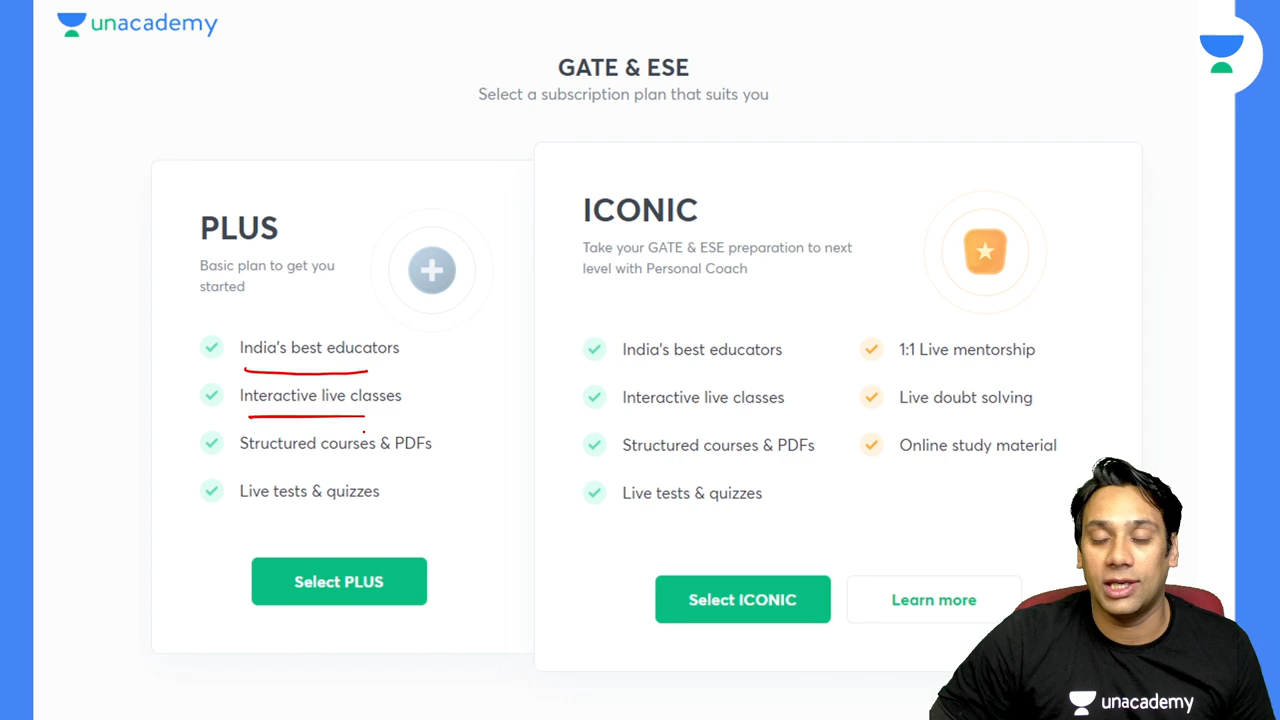 unacademy
GATE & ESE
Select a subscription plan that suits you
PLUS
Basic plan to get you
started
India's best educators
Interactive live classes
Structured courses & PDFs
Live tests & quizzes
Select PLUS
ICONIC
Take your GATE & ESE preparation to next
level with Personal Coach
India's best educators
Interactive live classes
Structured courses & PDFs
Live tests & quizzes
1:1 Live mentorship
Live doubt solving
Online study material
Select ICONIC
Learn more
unacademy